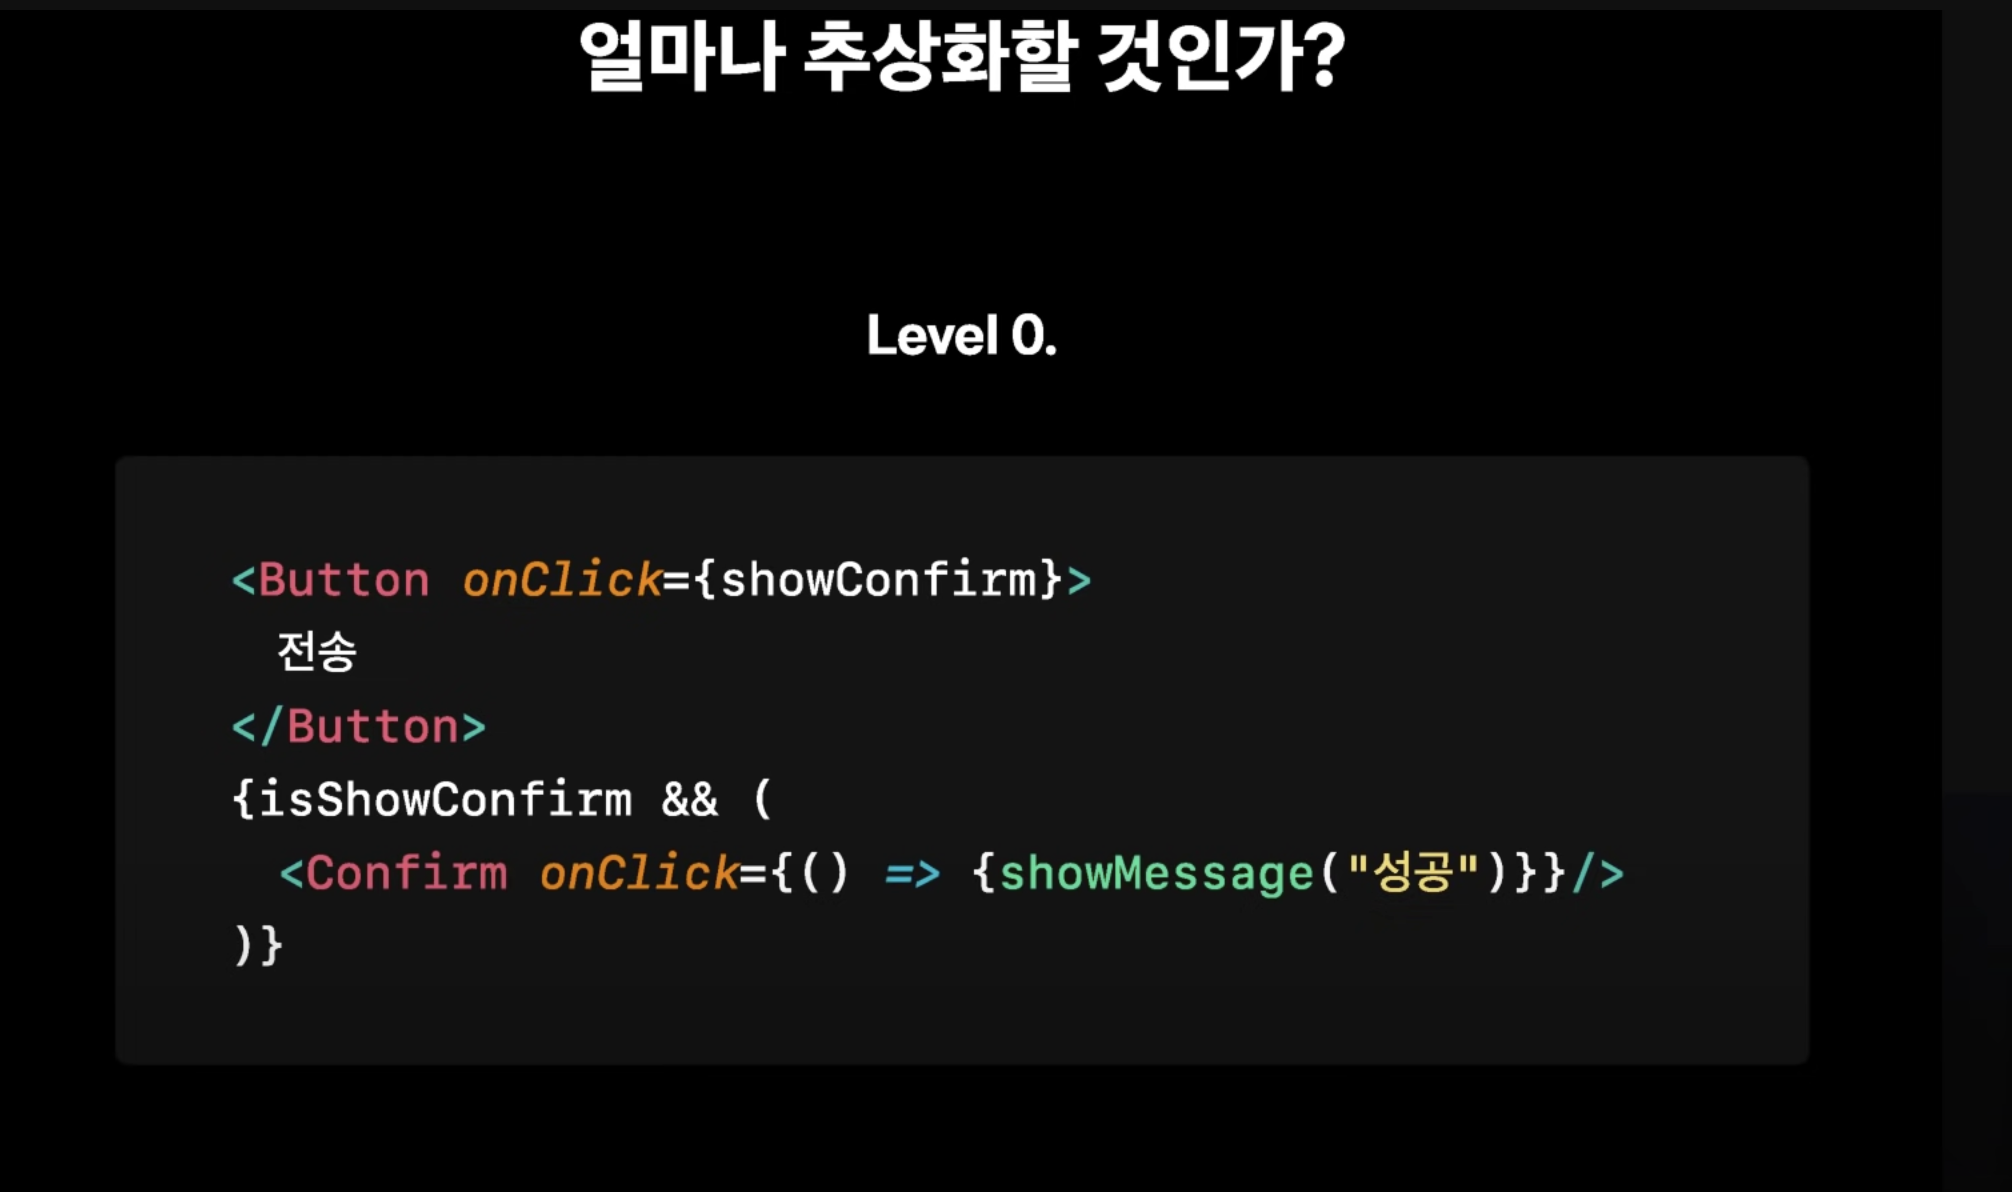 얼마나 추상화할 것인가?
Level 0.
<Button onClick={showConfirm}>
전송
</Button>
{isShowConfirm && (
<Confirm onClick={() => {showMessage("성공")}}/>
)}